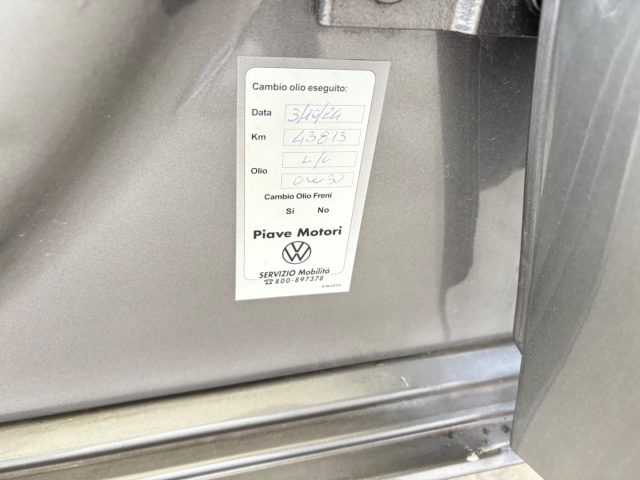 Cambio olio eseguito:
Data 3/10/24
Km 43813
L/L
Olio
0W30
Cambio Olio Freni
Si No
Piave Motori
SERVIZIO Mobilità
☎800-897378